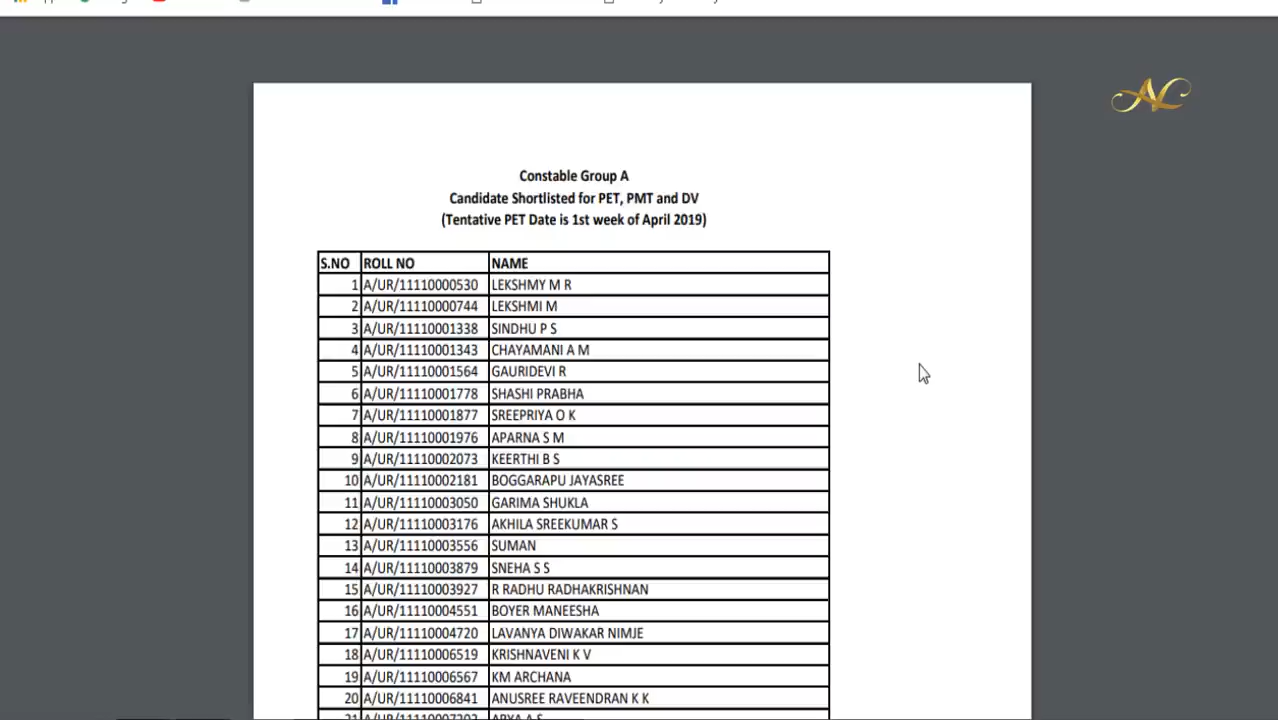 Constable Group A
Candidate Shortlisted for PET, PMT and DV
(Tentative PET Date is 1st week of April 2019)
S.NO ROLL NO NAME
1 A/UR/11110000530 LEKSHMY M R
2 A/UR/11110000744 LEKSHMI M
3 A/UR/11110001338 SINDHU P S
4 A/UR/11110001343 CHAYAMANI A M
5 A/UR/11110001564 GAURIDEVI R
6 A/UR/11110001778 SHASHI PRABHA
7 A/UR/11110001877 SREEPRIYA O K
8 A/UR/11110001976 APARNA S M
9 A/UR/11110002073 KEERTHI B S
10 A/UR/11110002181 BOGGARAPU JAYASREE
11 A/UR/11110003050 GARIMA SHUKLA
12 A/UR/11110003176 AKHILA SREEKUMAR S
13 A/UR/11110003556 SUMAN
14 A/UR/11110003879 SNEHA S S
15 A/UR/11110003927 R RADHU RADHAKRISHNAN
16 A/UR/11110004551 BOYER MANEESHA
17 A/UR/11110004720 LAVANYA DIWAKAR NIMJE
18 A/UR/11110006519 KRISHNAVENI K V
19 A/UR/11110006567 KM ARCHANA
20 A/UR/11110006841 ANUSREE RAVEENDRAN K K
AC